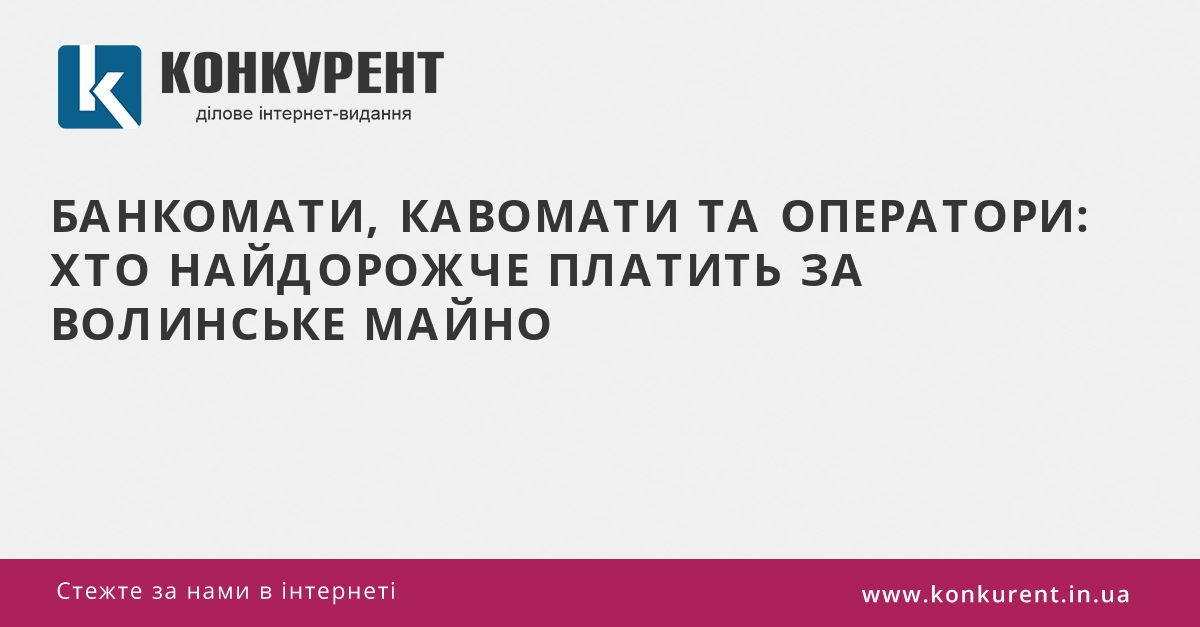 КОНКУРЕНТ
ділове інтернет-видання
БАНКОМАТИ, КАВОМАТИ ТА ОПЕРАТОРИ:
ХТО НАЙДОРОЖЧЕ ПЛАТИТЬ ЗА
ВОЛИНСЬКЕ МАЙНО
Стежте за нами в інтернеті
www.konkurent.in.ua